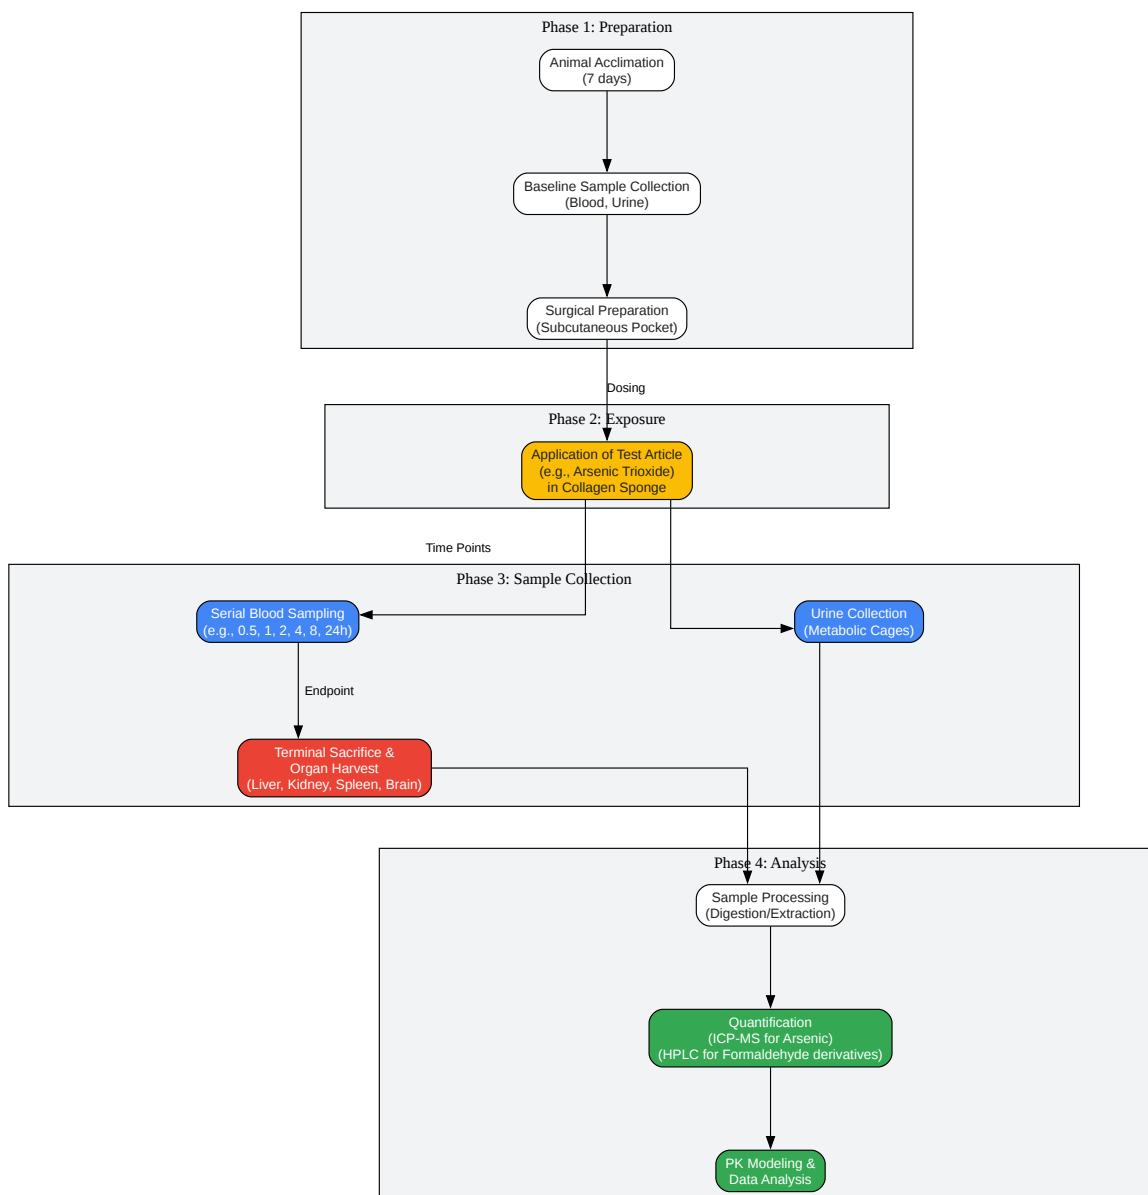 Phase 1: Preparation
Animal Acclimation
(7 days)
Baseline Sample Collection
(Blood, Urine)
Surgical Preparation
(Subcutaneous Pocket)
Dosing
Phase 2: Exposure
Application of Test Article
(e.g., Arsenic Trioxide)
in Collagen Sponge
Time Points
Phase 3: Sample Collection
Serial Blood Sampling
(e.g., 0.5, 1, 2, 4, 8, 24h)
Urine Collection
(Metabolic Cages)
Endpoint
Terminal Sacrifice &
Organ Harvest
(Liver, Kidney, Spleen, Brain)
Phase 4: Analysis
Sample Processing
(Digestion/Extraction)
Quantification
(ICP-MS for Arsenic)
(HPLC for Formaldehyde derivatives)
PK Modeling &
Data Analysis